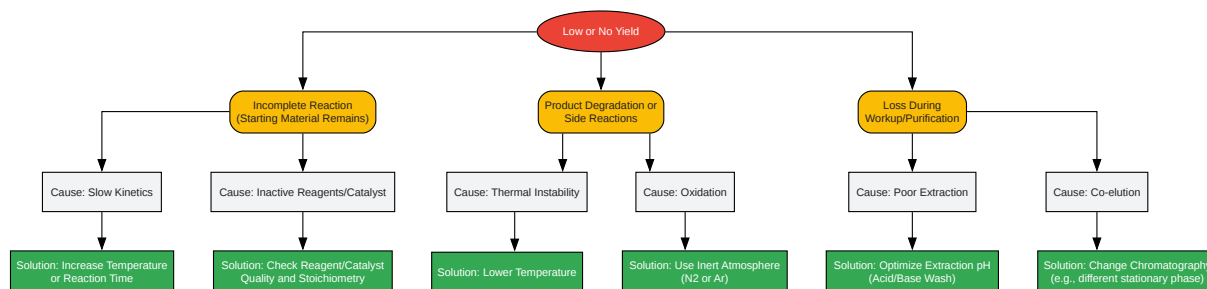 Low or No Yield
Incomplete Reaction
(Starting Material Remains)
Product Degradation or
Side Reactions
Loss During
Workup/Purification
Cause: Slow Kinetics
Cause: Inactive Reagents/Catalyst
Cause: Thermal Instability
Cause: Oxidation
Cause: Poor Extraction
Cause: Co-elution
Solution: Increase Temperature
or Reaction Time
Solution: Check Reagent/Catalyst
Quality and Stoichiometry
Solution: Lower Temperature
Solution: Use Inert Atmosphere
(N2 or Ar)
Solution: Optimize Extraction pH
(Acid/Base Wash)
Solution: Change Chromatography
(e.g., different stationary phase)